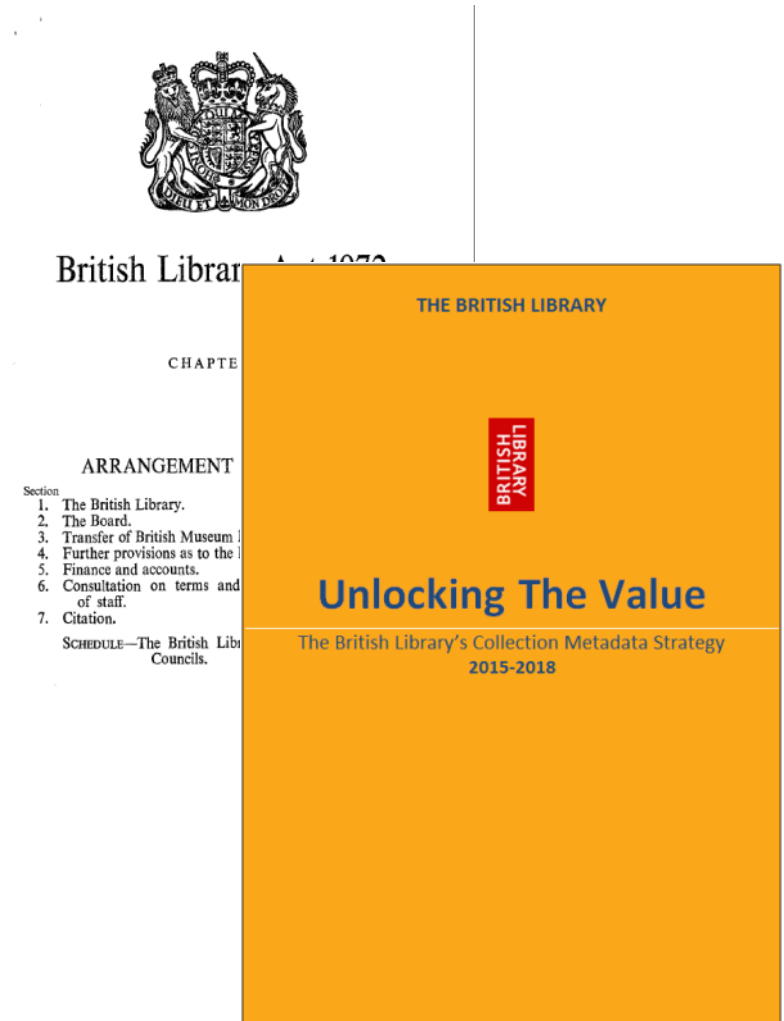 DIEU ET MON DROIT
British Librar
CHAPTE
ARRANGEMENT
Section
1. The British Library.
2. The Board.
3. Transfer of British Museum
4. Further provisions as to the
5. Finance and accounts.
6. Consultation on terms and
of staff.
7. Citation.
SCHEDULE—The British Lib
Councils.
THE BRITISH LIBRARY
BRITISH
LIBRARY
Unlocking The Value
The British Library's Collection Metadata Strategy
2015-2018